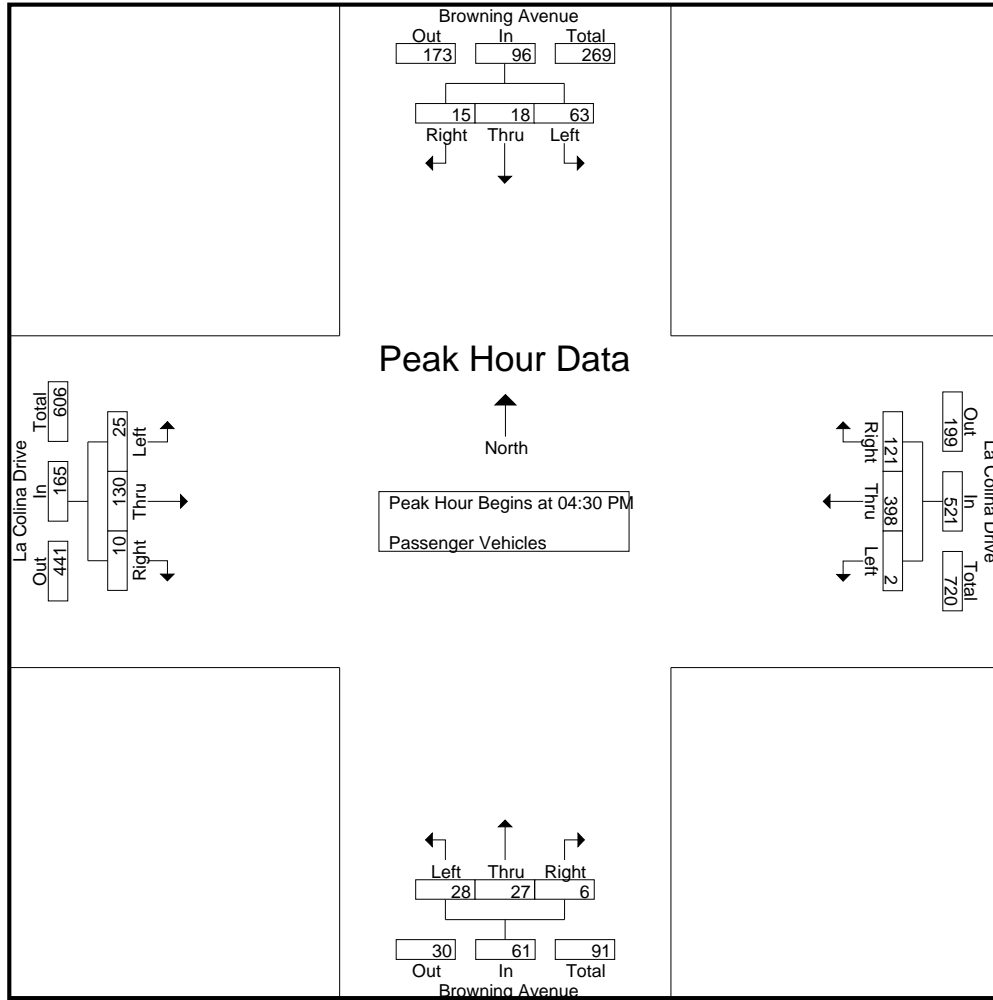 Browning Avenue
Out In Total
173 96 269
15 18 63
Right Thru Left
Peak Hour Data
North
Peak Hour Begins at 04:30 PM
Passenger Vehicles
La Colina Drive
Total In Out
606 165 441
25 130 10
Left Thru Right
La Colina Drive
Out In Total
199 521 720
121 398 2
Right Thru Left
Left Thru Right
28 27 6
30 61 91
Out In Total
Browning Avenue